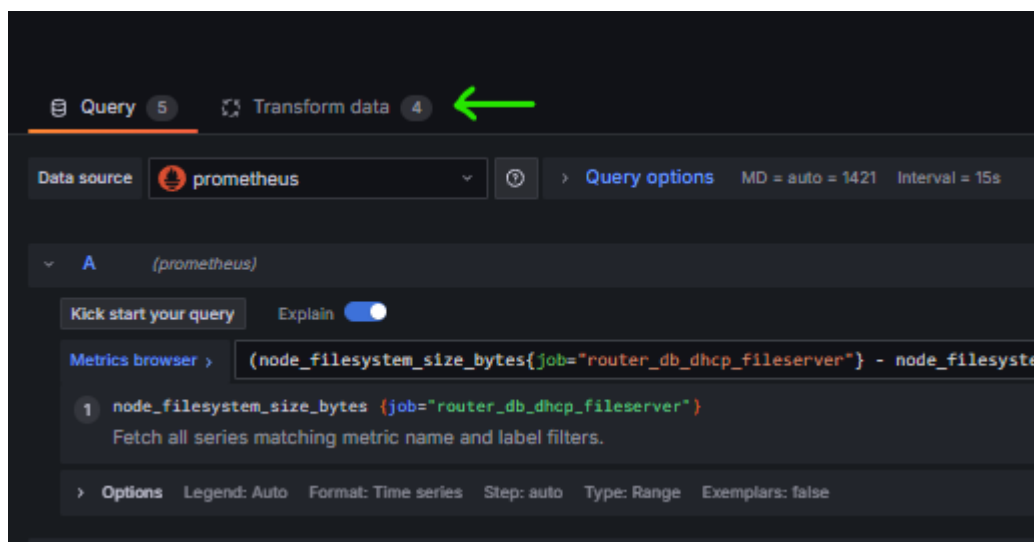 Query 5 Transform data 4
Data source prometheus Query options MD = auto = 1421 Interval = 15s
A (prometheus)
Kick start your query Explain
Metrics browser > (node_filesystem_size_bytes{job="router_db_dhcp_fileserver"} - node_filesyste
1 node_filesystem_size_bytes {job="router_db_dhcp_fileserver"}
Fetch all series matching metric name and label filters.
> Options Legend: Auto Format: Time series Step: auto Type: Range Exemplars: false